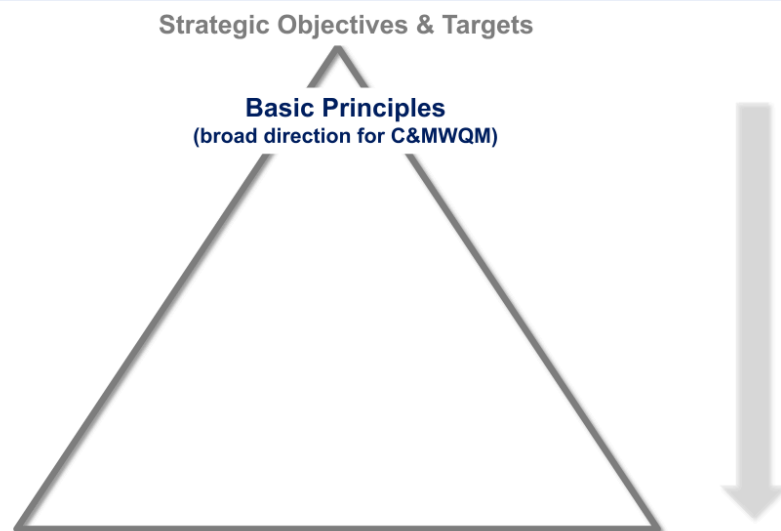 Strategic Objectives & Targets
Basic Principles
(broad direction for C&MWQM)